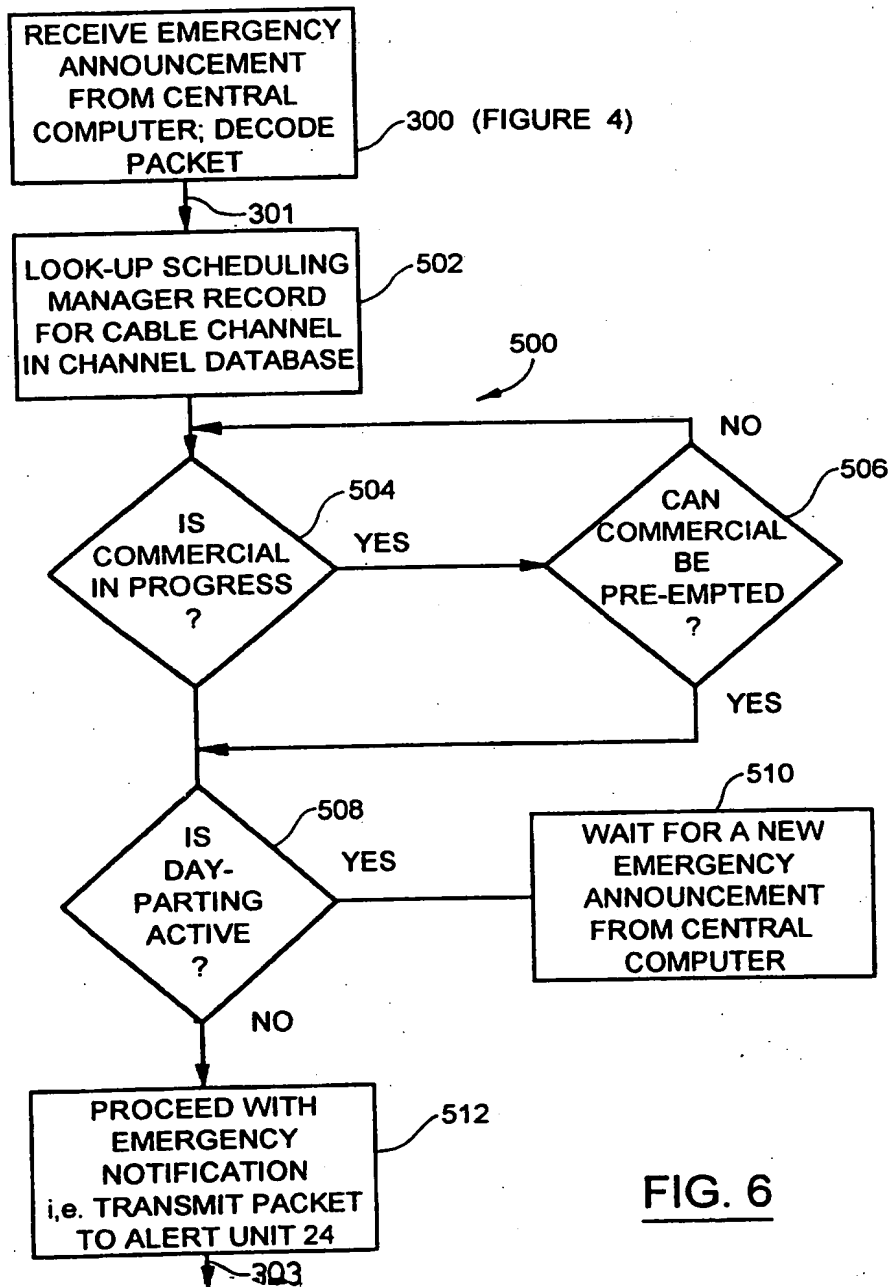 RECEIVE EMERGENCY
ANNOUNCEMENT
FROM CENTRAL
COMPUTER; DECODE
PACKET
300 (FIGURE 4)
301
LOOK-UP SCHEDULING
MANAGER RECORD
FOR CABLE CHANNEL
IN CHANNEL DATABASE
502
500
IS
COMMERCIAL
IN PROGRESS
?
504
YES
NO
CAN
COMMERCIAL
BE
PRE-EMPTED
?
506
YES
IS
DAY-
PARTING
ACTIVE
?
508
YES
510
WAIT FOR A NEW
EMERGENCY
ANNOUNCEMENT
FROM CENTRAL
COMPUTER
NO
PROCEED WITH
EMERGENCY
NOTIFICATION
i,e. TRANSMIT PACKET
TO ALERT UNIT 24
512
303
FIG. 6